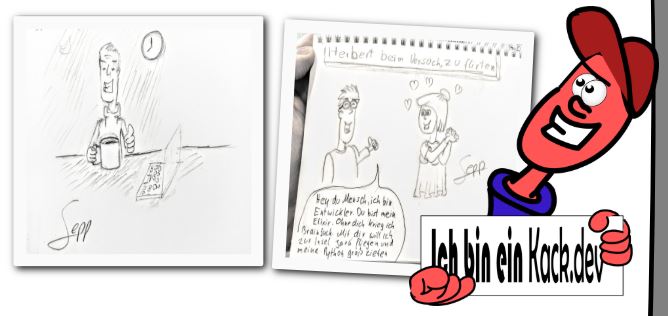 Sepp
Herbert beim Versuch, zu flirten
Hey du Mensch, ich bin
Entwickler. Du bist mein
Elixir. Ohne dich krieg ich
Brainfuck. Mit dir will ich
zur Insel Java fliegen und
meine Python groß ziehen
Sepp
Ich bin ein Kack.dev